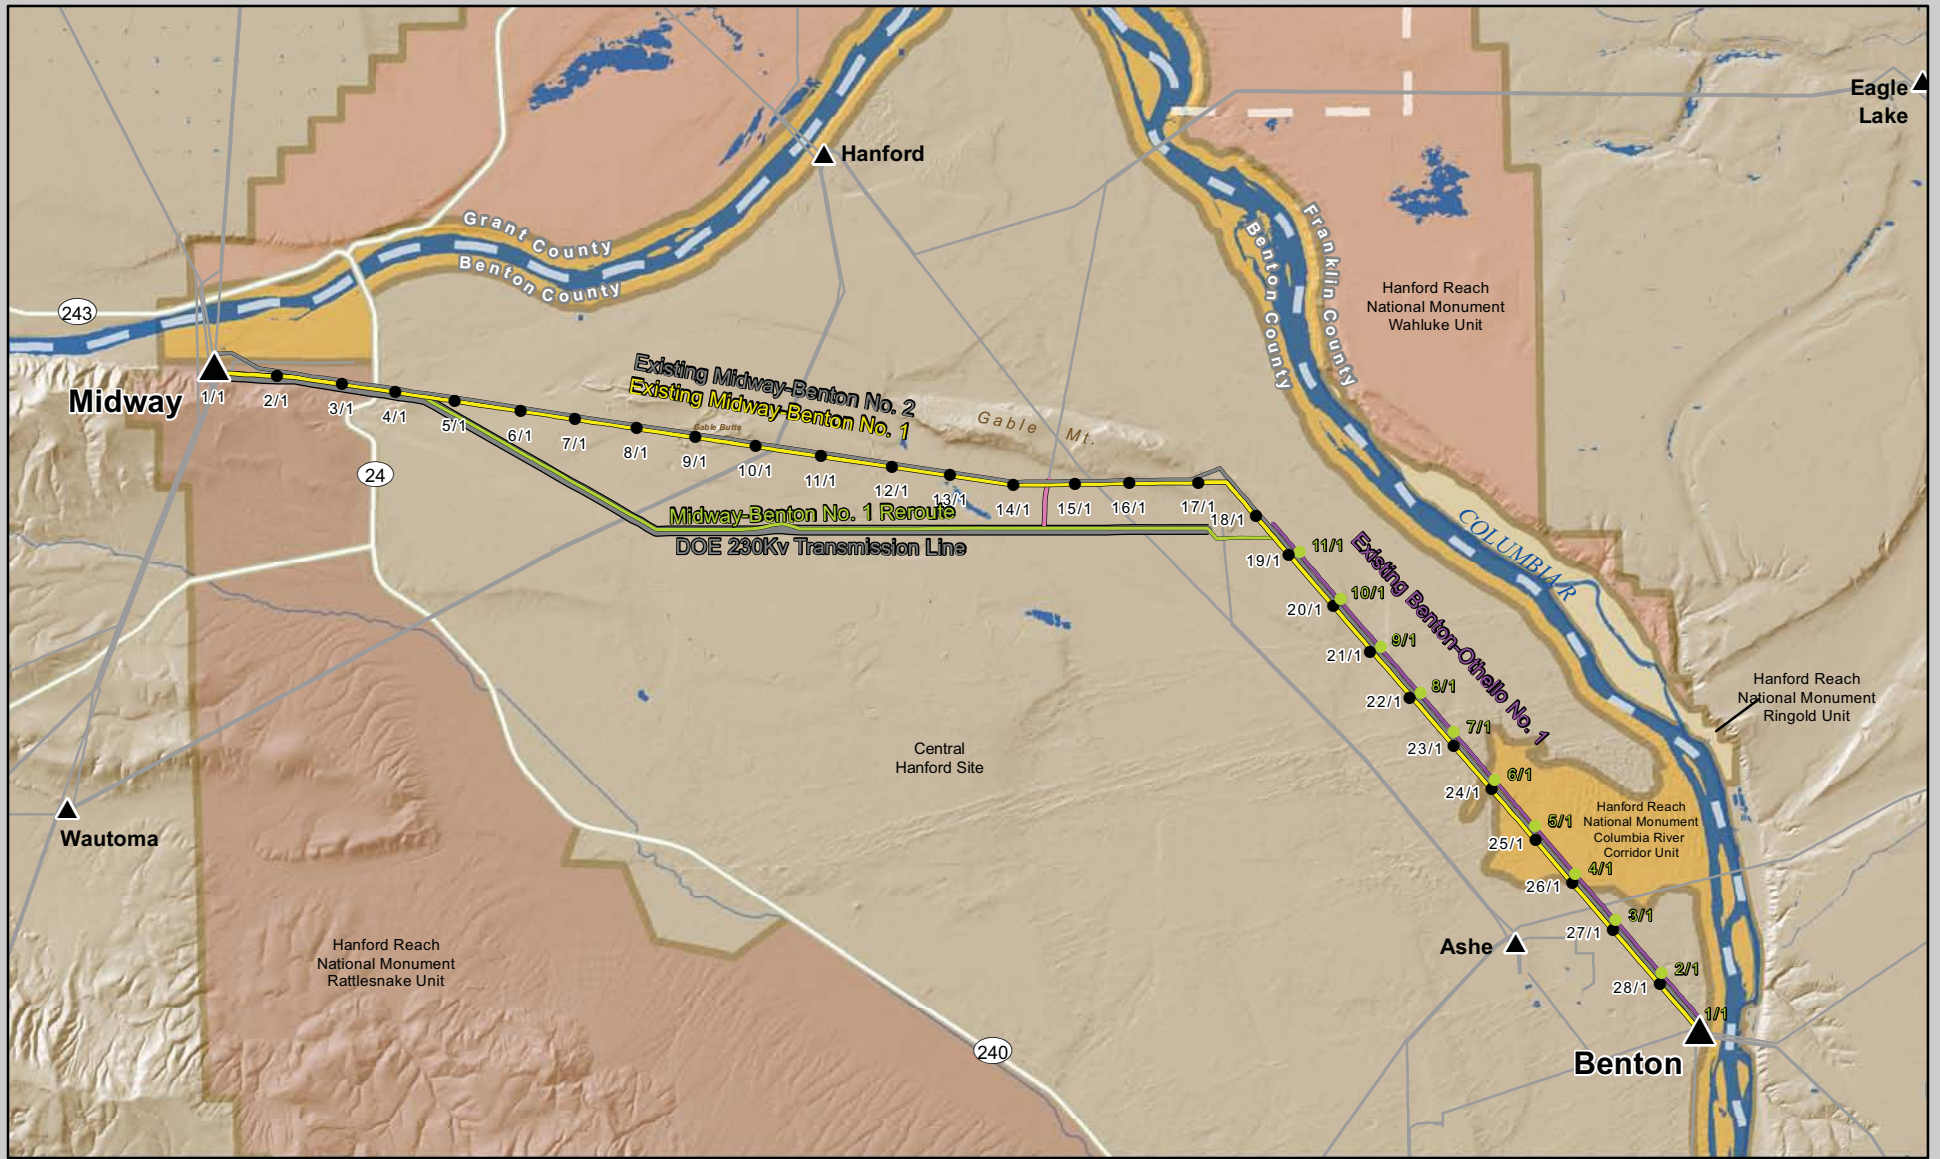 Eagle
Lake
Hanford
Grant County
Benton County
Franklin County
Benton County
Hanford Reach
National Monument
Wahluke Unit
243
Midway
1/1
2/1
3/1
4/1
5/1
6/1
7/1
8/1
9/1
10/1
11/1
12/1
13/1
14/1
15/1
16/1
17/1
18/1
Existing Midway-Benton No. 2
Existing Midway-Benton No. 1
Gable Butte
Gable Mt.
24
Midway-Benton No. 1 Reroute
DOE 230Kv Transmission Line
COLUMBIA R
Existing Benton-Othello No. 1
19/1
20/1
21/1
22/1
23/1
24/1
25/1
26/1
27/1
28/1
11/1
10/1
9/1
8/1
7/1
6/1
5/1
4/1
3/1
2/1
1/1
Hanford Reach
National Monument
Ringold Unit
Central
Hanford Site
Hanford Reach
National Monument
Columbia River
Corridor Unit
Wautoma
Hanford Reach
National Monument
Rattlesnake Unit
Ashe
240
Benton